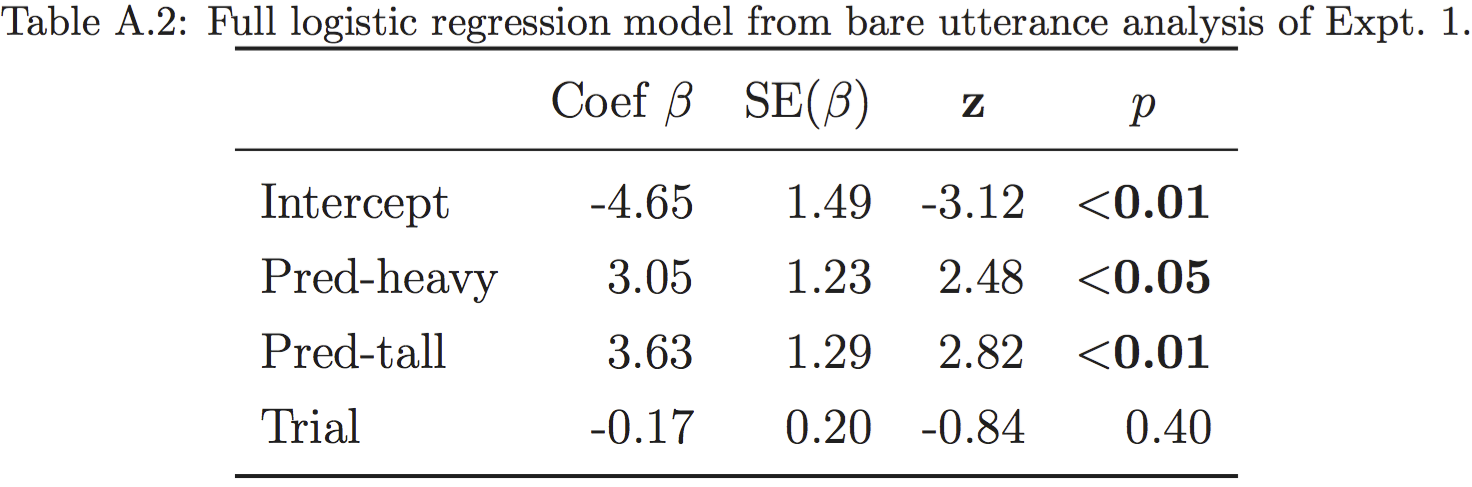 Table A.2: Full logistic regression model from bare utterance analysis of Expt. 1.
Coef β SE(β) z p
Intercept -4.65 1.49 -3.12 <0.01
Pred-heavy 3.05 1.23 2.48 <0.05
Pred-tall 3.63 1.29 2.82 <0.01
Trial -0.17 0.20 -0.84 0.40